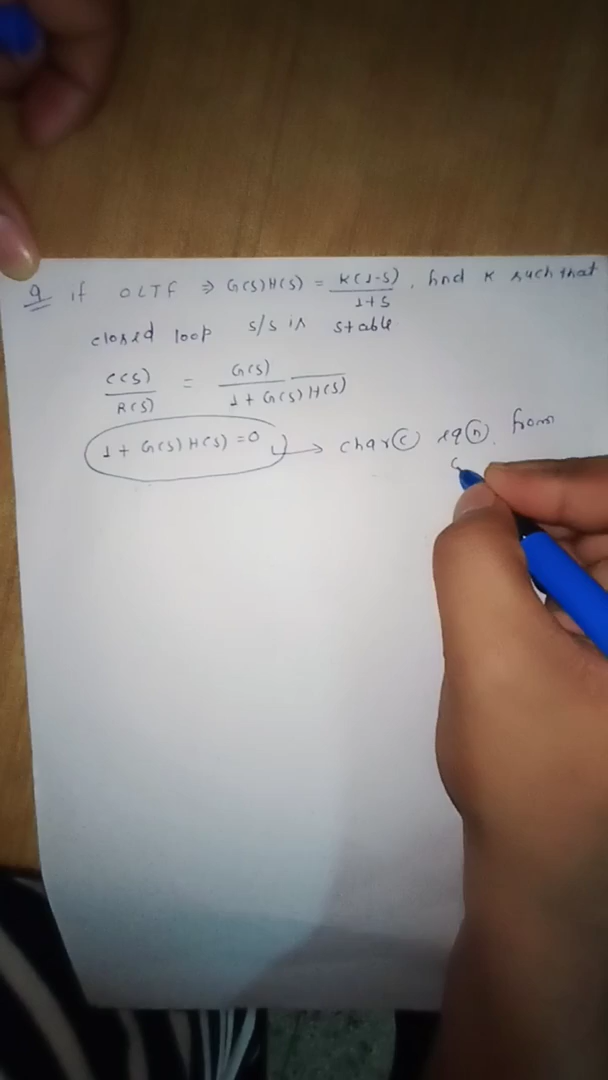 Q if OLTF ⇒ G(s)H(s) = K(1-s)/1+s, find K such that
closed loop s/s is stable
C(s)/R(s) = G(s)/1 + G(s)H(s)
1 + G(s)H(s) = 0 → char(c) eq(n) from